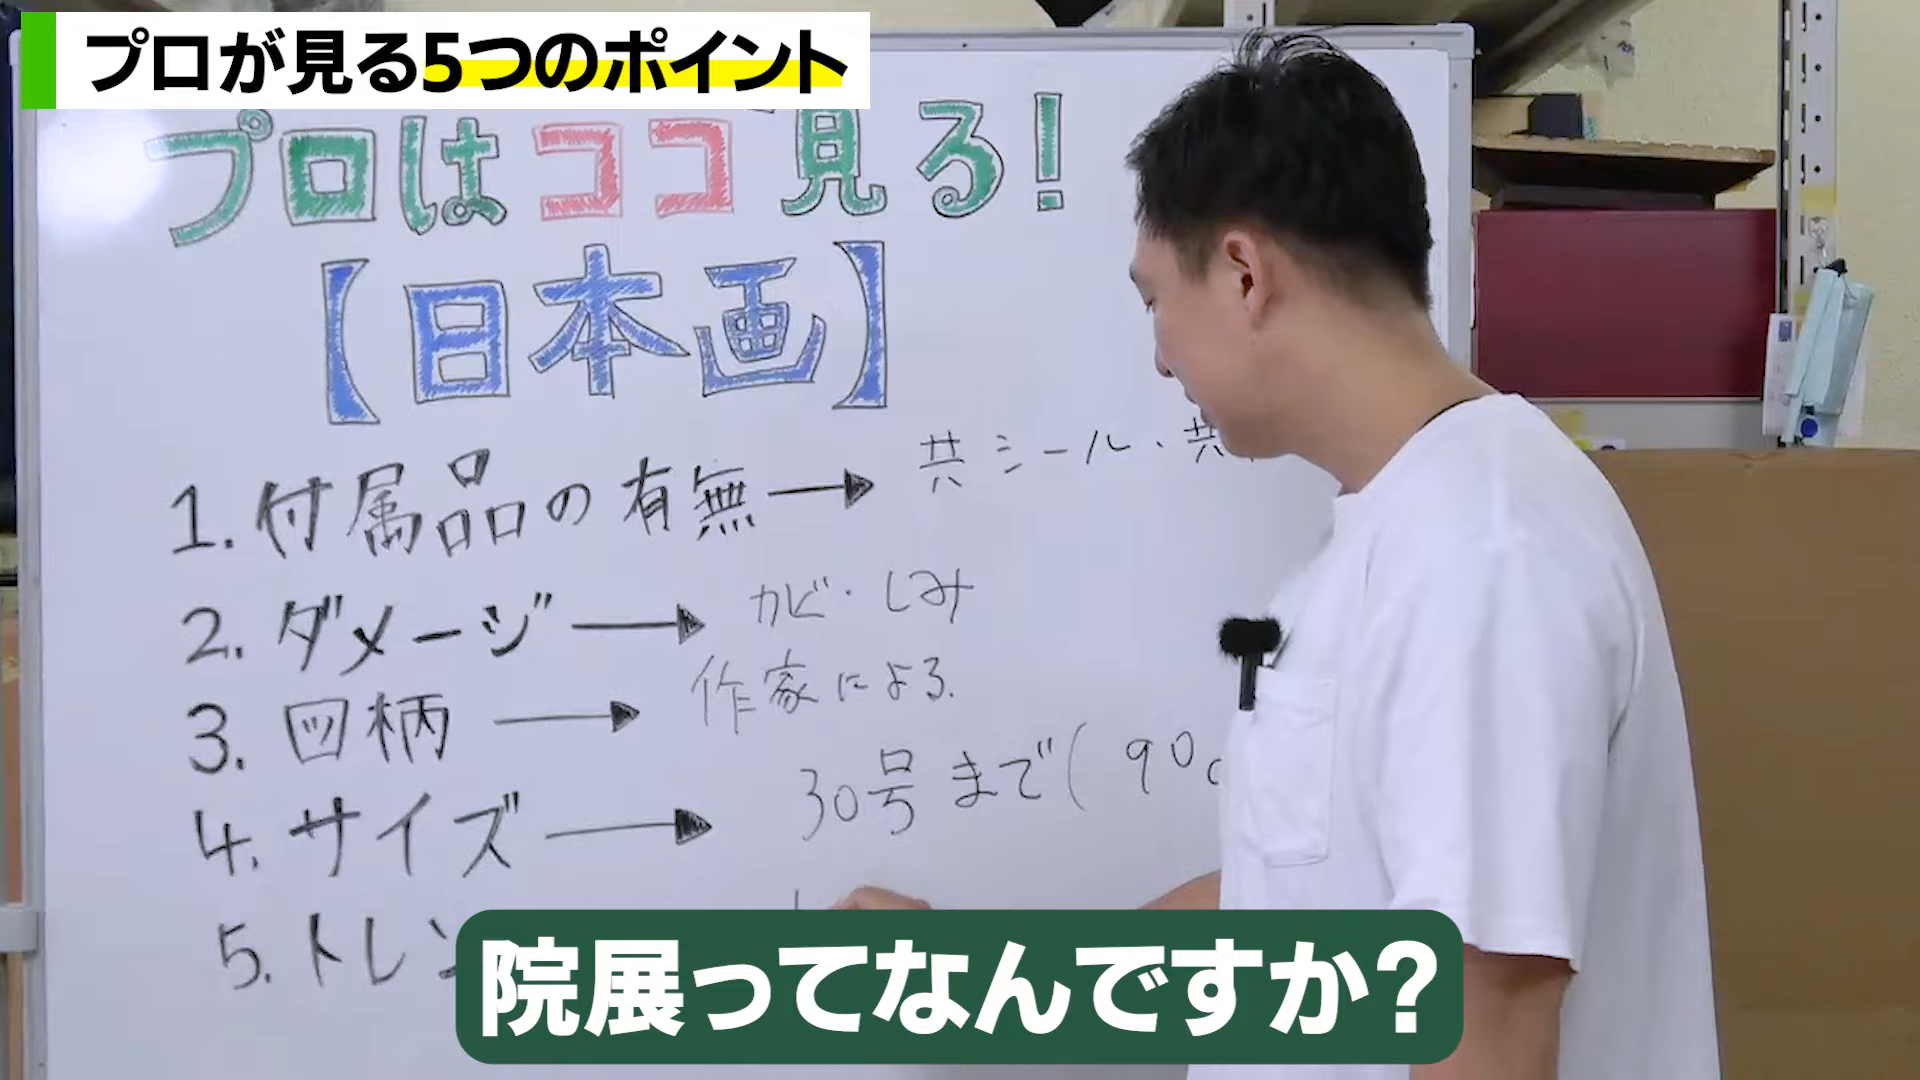 プロが見る5つのポイント
プロはココ見る!
【日本画】
1.付属品の有無→共シール・共
2.ダメージ→カビ・しみ
3.図柄→作家による.
4.サイズ→30号まで(90c
5.トレン
院展ってなんですか?